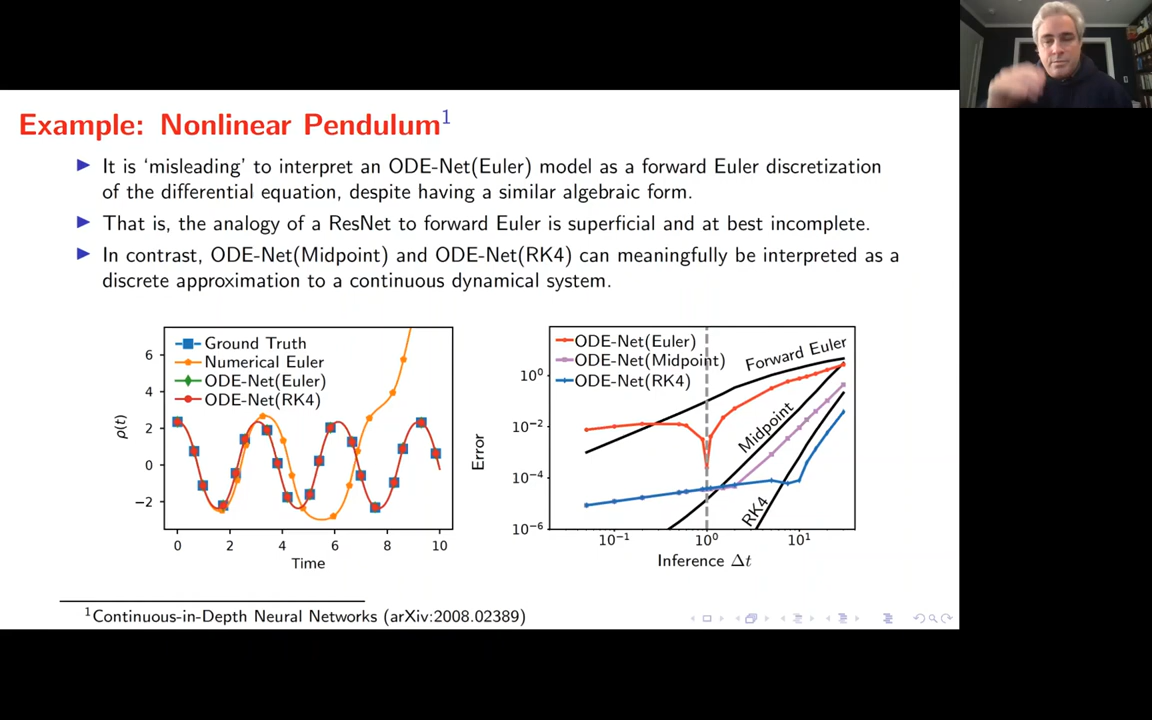 Example: Nonlinear Pendulum1
▶ It is ‘misleading’ to interpret an ODE-Net(Euler) model as a forward Euler discretization
of the differential equation, despite having a similar algebraic form.
▶ That is, the analogy of a ResNet to forward Euler is superficial and at best incomplete.
▶ In contrast, ODE-Net(Midpoint) and ODE-Net(RK4) can meaningfully be interpreted as a
discrete approximation to a continuous dynamical system.
Ground Truth
Numerical Euler
ODE-Net(Euler)
ODE-Net(RK4)
6
4
2
0
−2
ρ(t)
0 2 4 6 8 10
Time
ODE-Net(Euler)
ODE-Net(Midpoint)
ODE-Net(RK4)
Forward Euler
Midpoint
RK4
10^0
10^−2
10^−4
10^−6
Error
10^−1 10^0 10^1
Inference Δt
1Continuous-in-Depth Neural Networks (arXiv:2008.02389)